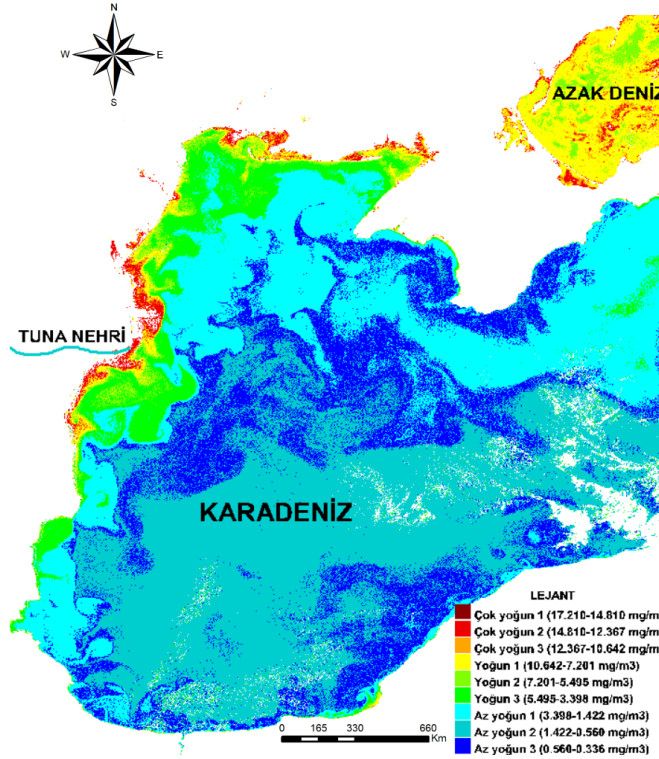 N
W E
S
AZAK DENİZ
TUNA NEHRİ
KARADENİZ
LEJANT
Çok yoğun 1 (17.210-14.810 mg/m
Çok yoğun 2 (14.810-12.367 mg/m
Çok yoğun 3 (12.367-10.642 mg/m
Yoğun 1 (10.642-7.201 mg/m3)
Yoğun 2 (7.201-5.495 mg/m3)
Yoğun 3 (5.495-3.398 mg/m3)
Az yoğun 1 (3.398-1.422 mg/m3)
Az yoğun 2 (1.422-0.560 mg/m3)
Az yoğun 3 (0.560-0.336 mg/m3)
0 165 330 660
Km